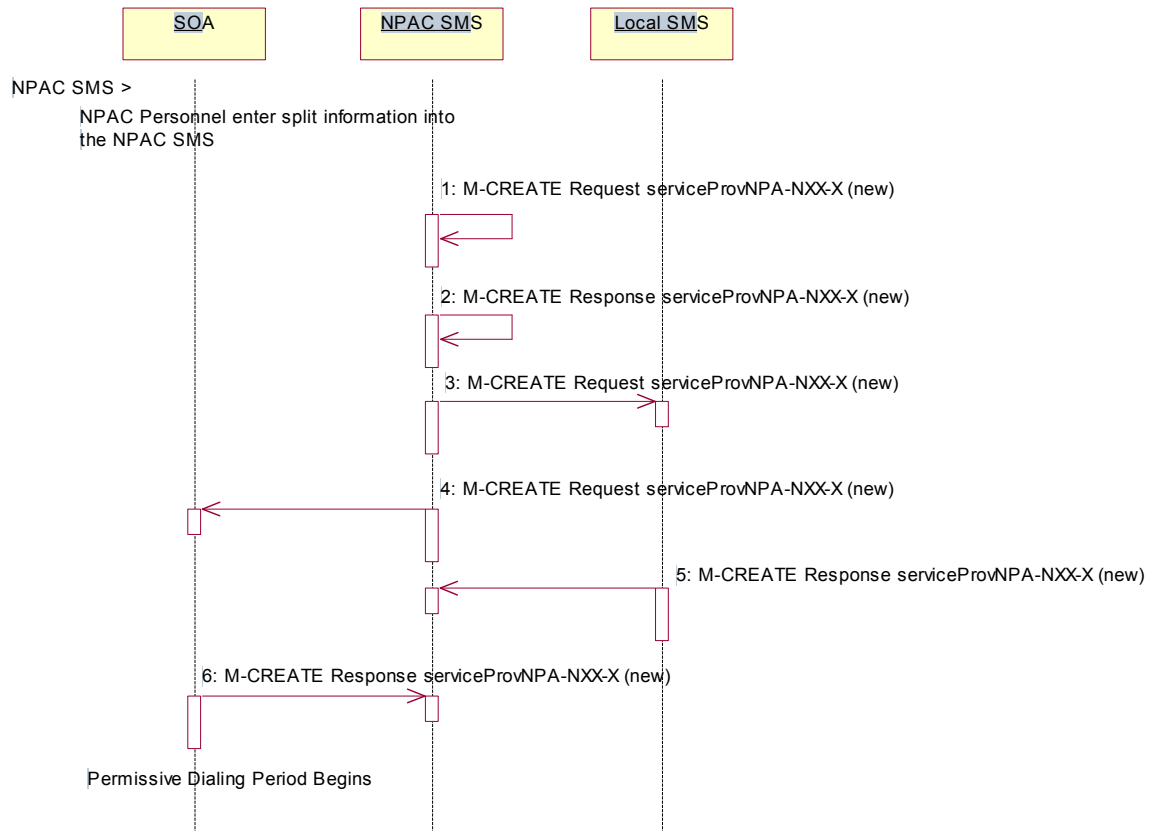 SOA
NPAC SMS
Local SMS
NPAC SMS >
NPAC Personnel enter split information into
the NPAC SMS
1: M-CREATE Request serviceProvNPA-NXX-X (new)
2: M-CREATE Response serviceProvNPA-NXX-X (new)
3: M-CREATE Request serviceProvNPA-NXX-X (new)
4: M-CREATE Request serviceProvNPA-NXX-X (new)
5: M-CREATE Response serviceProvNPA-NXX-X (new)
6: M-CREATE Response serviceProvNPA-NXX-X (new)
Permissive Dialing Period Begins